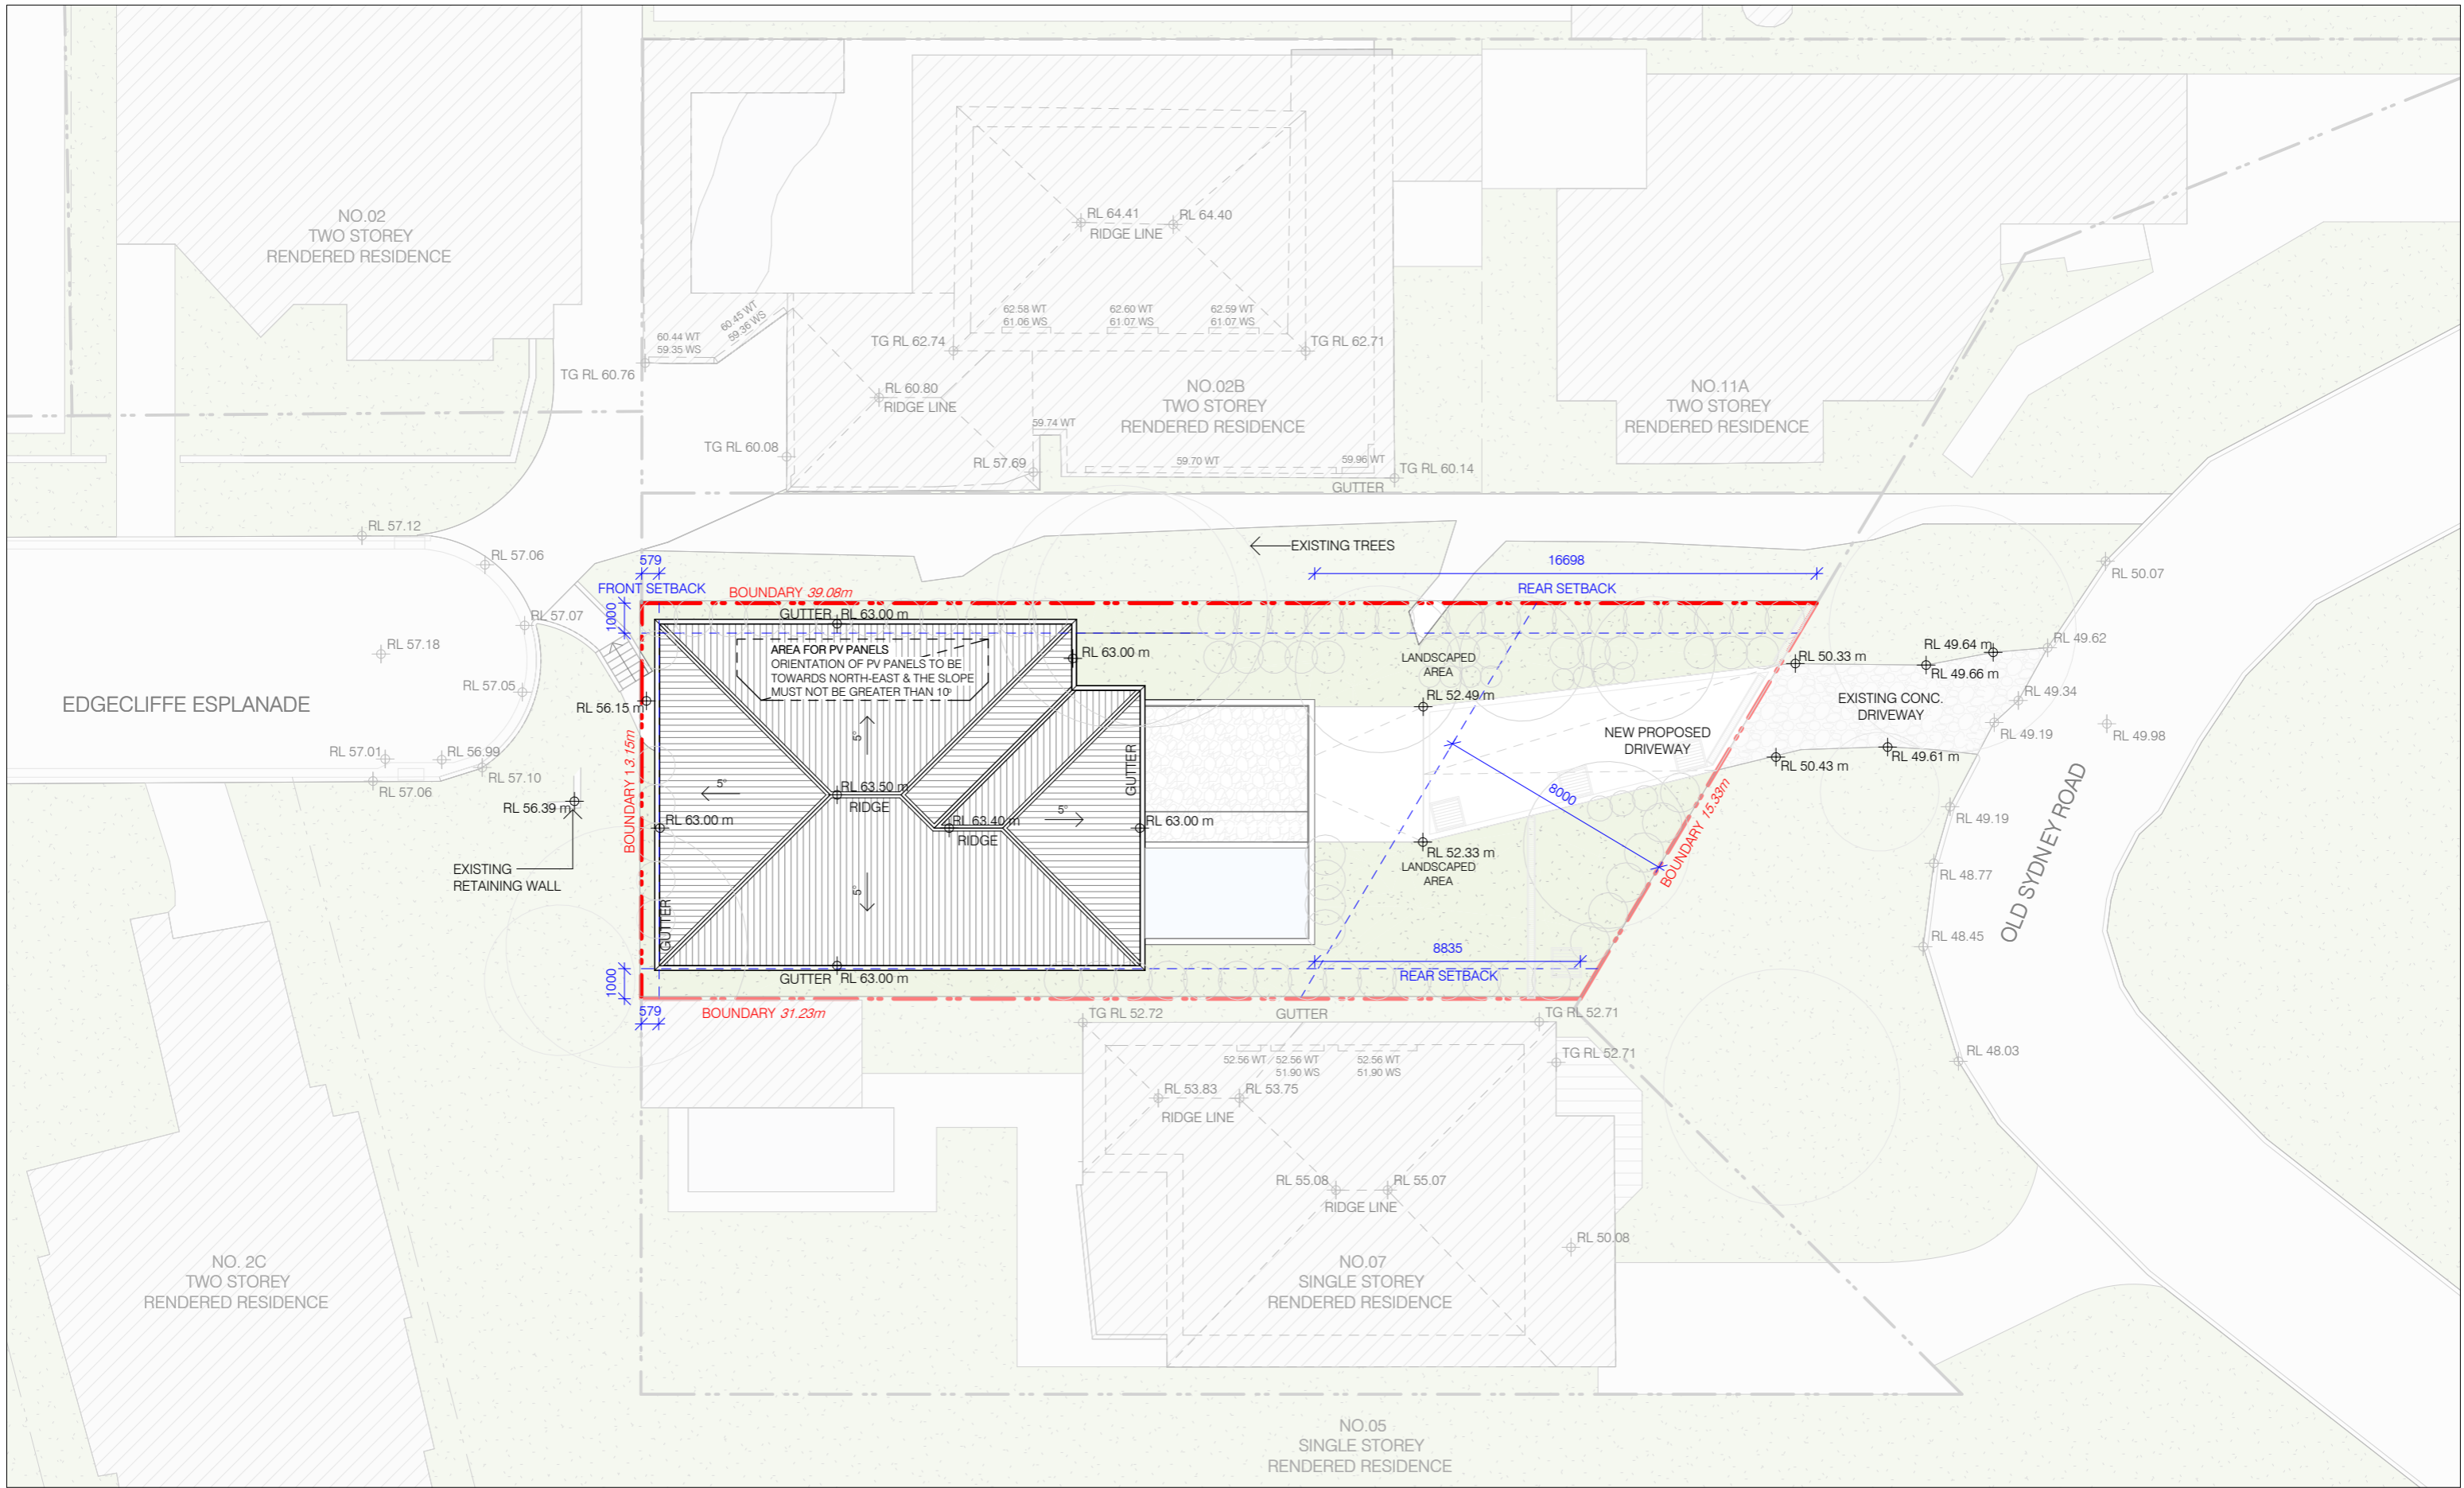 NO.02
TWO STOREY
RENDERED RESIDENCE
RL 64.41
RL 64.40
RIDGE LINE
62.58 WT
61.06 WS
62.60 WT
61.07 WS
62.59 WT
61.07 WS
60.45 WT
59.36 WS
60.44 WT
59.35 WS
TG RL 62.74
TG RL 62.71
TG RL 60.76
RL 60.80
RIDGE LINE
NO.02B
TWO STOREY
RENDERED RESIDENCE
NO.11A
TWO STOREY
RENDERED RESIDENCE
59.74 WT
TG RL 60.08
RL 57.69
59.70 WT
59.96 WT
TG RL 60.14
GUTTER
RL 57.12
RL 57.06
EXISTING TREES
579
FRONT SETBACK
16698
REAR SETBACK
RL 50.07
BOUNDARY 39.08m
1000
GUTTER
RL 63.00 m
RL 57.07
RL 57.18
AREA FOR PV PANELS
ORIENTATION OF PV PANELS TO BE
TOWARDS NORTH-EAST & THE SLOPE
MUST NOT BE GREATER THAN 10º
RL 63.00 m
LANDSCAPED
AREA
RL 49.64 m
RL 49.62
RL 50.33 m
RL 49.66 m
RL 57.05
EDGECLIFFE ESPLANADE
RL 56.15 m
RL 52.49 m
EXISTING CONC.
DRIVEWAY
RL 49.34
NEW PROPOSED
DRIVEWAY
RL 49.19
RL 49.98
5°
RL 57.01
RL 56.99
RL 57.10
RL 57.06
RL 50.43 m
RL 49.61 m
BOUNDARY 13.15m
5°
RL 63.50 m
RIDGE
GUTTER
8000
BOUNDARY 15.33m
OLD SYDNEY ROAD
RL 56.39 m
RL 63.00 m
RL 63.40 m
RIDGE
5°
RL 63.00 m
RL 49.19
EXISTING
RETAINING WALL
RL 52.33 m
LANDSCAPED
AREA
RL 48.77
5°
GUTTER
RL 48.45
8835
REAR SETBACK
1000
GUTTER
RL 63.00 m
579
BOUNDARY 31.23m
TG RL 52.72
GUTTER
TG RL 52.71
52.56 WT
52.56 WT
51.90 WS
52.56 WT
51.90 WS
TG RL 52.71
RL 48.03
RL 53.83
RL 53.75
RIDGE LINE
RL 55.08
RL 55.07
RIDGE LINE
RL 50.08
NO. 2C
TWO STOREY
RENDERED RESIDENCE
NO.07
SINGLE STOREY
RENDERED RESIDENCE
NO.05
SINGLE STOREY
RENDERED RESIDENCE